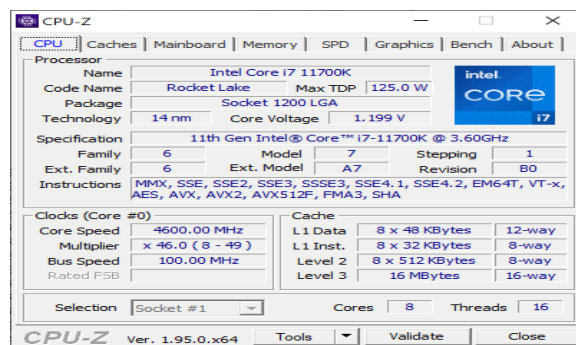 CPU-Z
CPU Caches Mainboard Memory SPD Graphics Bench About
Processor
Name Intel Core i7 11700K
Code Name Rocket Lake Max TDP 125.0 W
Package Socket 1200 LGA
Technology 14 nm Core Voltage 1.199 V
intel.
CORE
i7
Specification 11th Gen Intel® Core™ i7-11700K @ 3.60GHz
Family 6 Model 7 Stepping 1
Ext. Family 6 Ext. Model A7 Revision B0
Instructions MMX, SSE, SSE2, SSE3, SSSE3, SSE4.1, SSE4.2, EM64T, VT-x,
AES, AVX, AVX2, AVX512F, FMA3, SHA
Clocks (Core #0)
Core Speed 4600.00 MHz
Multiplier x 46.0 ( 8 - 49 )
Bus Speed 100.00 MHz
Rated FSB
Cache
L1 Data 8 x 48 KBytes 12-way
L1 Inst. 8 x 32 KBytes 8-way
Level 2 8 x 512 KBytes 8-way
Level 3 16 MBytes 16-way
Selection Socket #1 Cores 8 Threads 16
CPU-Z Ver. 1.95.0.x64 Tools Validate Close